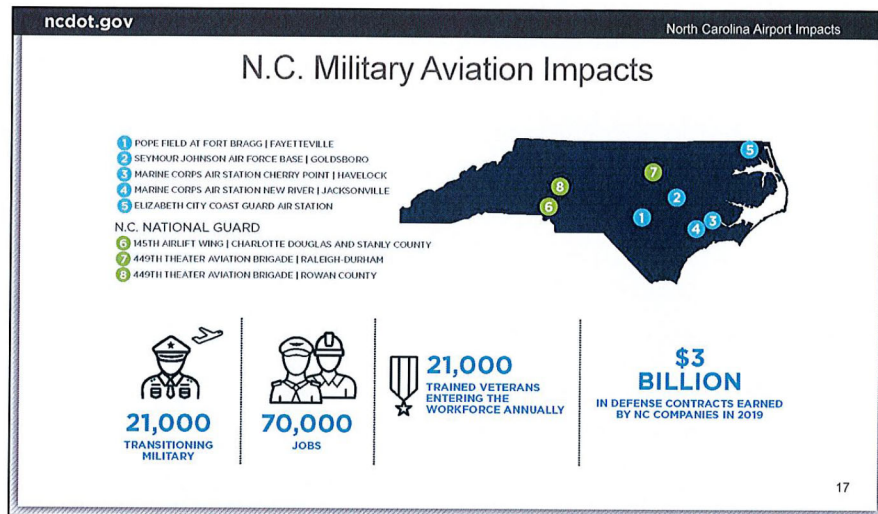 ncdot.gov
North Carolina Airport Impacts
N.C. Military Aviation Impacts
1 POPE FIELD AT FORT BRAGG | FAYETTEVILLE
2 SEYMOUR JOHNSON AIR FORCE BASE | GOLDSBORO
3 MARINE CORPS AIR STATION CHERRY POINT | HAVELOCK
4 MARINE CORPS AIR STATION NEW RIVER | JACKSONVILLE
5 ELIZABETH CITY COAST GUARD AIR STATION
N.C. NATIONAL GUARD
6 145TH AIRLIFT WING | CHARLOTTE DOUGLAS AND STANLY COUNTY
7 449TH THEATER AVIATION BRIGADE | RALEIGH-DURHAM
8 449TH THEATER AVIATION BRIGADE | ROWAN COUNTY
5
7
8
2
6
1
3
4
21,000
TRANSITIONING
MILITARY
70,000
JOBS
21,000
TRAINED VETERANS
ENTERING THE
WORKFORCE ANNUALLY
$3
BILLION
IN DEFENSE CONTRACTS EARNED
BY NC COMPANIES IN 2019
17